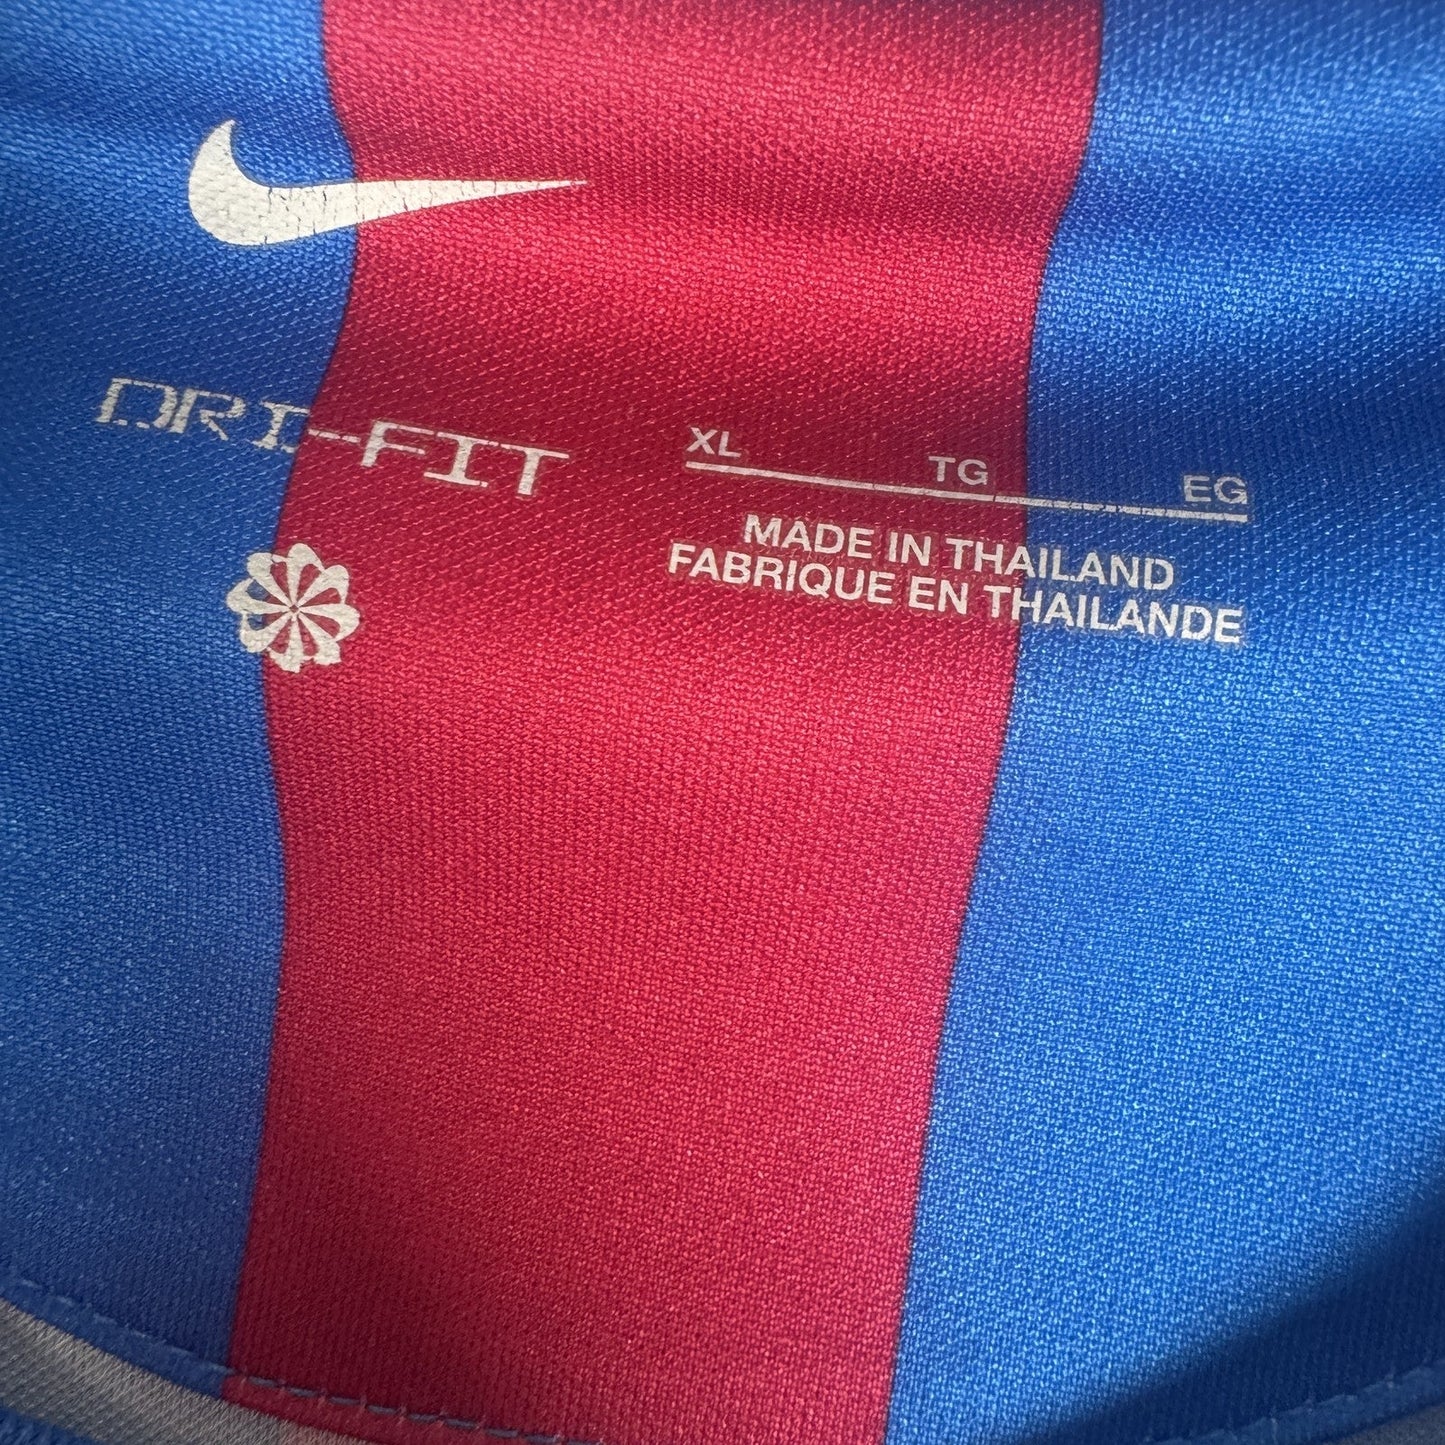 DRI-FIT
XL TG EG
MADE IN THAILAND
FABRIQUE EN THAILANDE